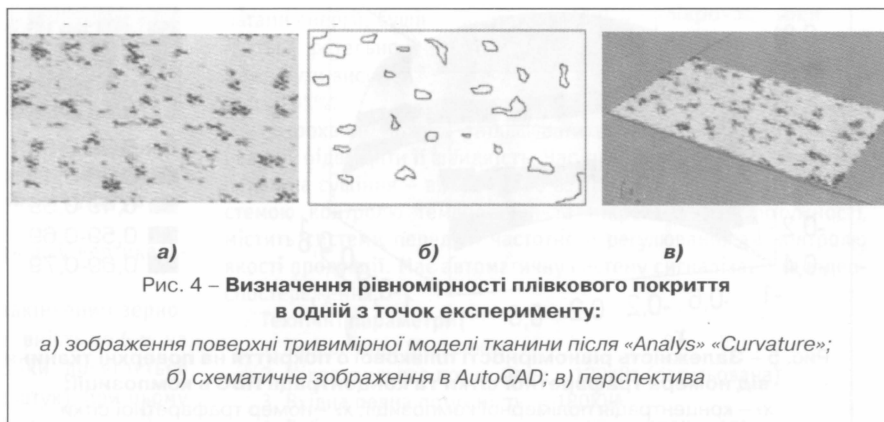 а)
б)
в)
Рис. 4 – Визначення рівномірності плівкового покриття
в одній з точок експерименту:
а) зображення поверхні тривимірної моделі тканини після «Analys» «Curvature»;
б) схематичне зображення в AutoCAD; в) перспектива